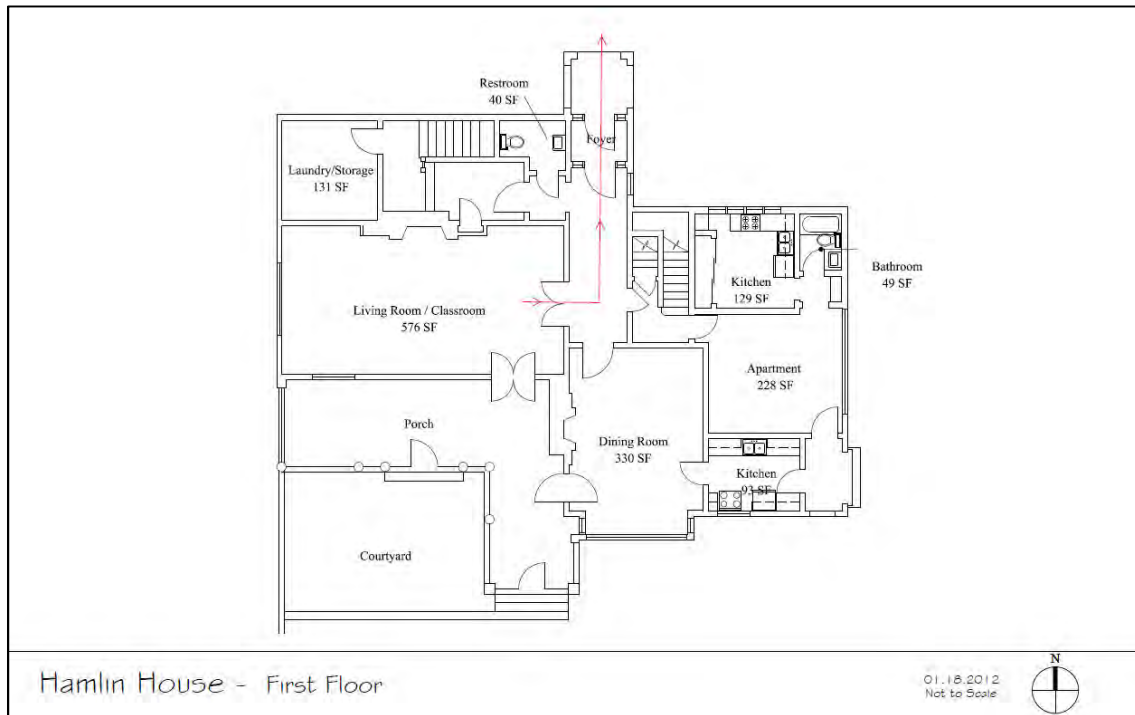 Restroom
40 SF
Foyer
Laundry/Storage
131 SF
Living Room / Classroom
576 SF
Kitchen
129 SF
Bathroom
49 SF
Apartment
228 SF
Porch
Dining Room
330 SF
Kitchen
93 SF
Courtyard
Hamlin House - First Floor
01.18.2012
Not to Scale
N